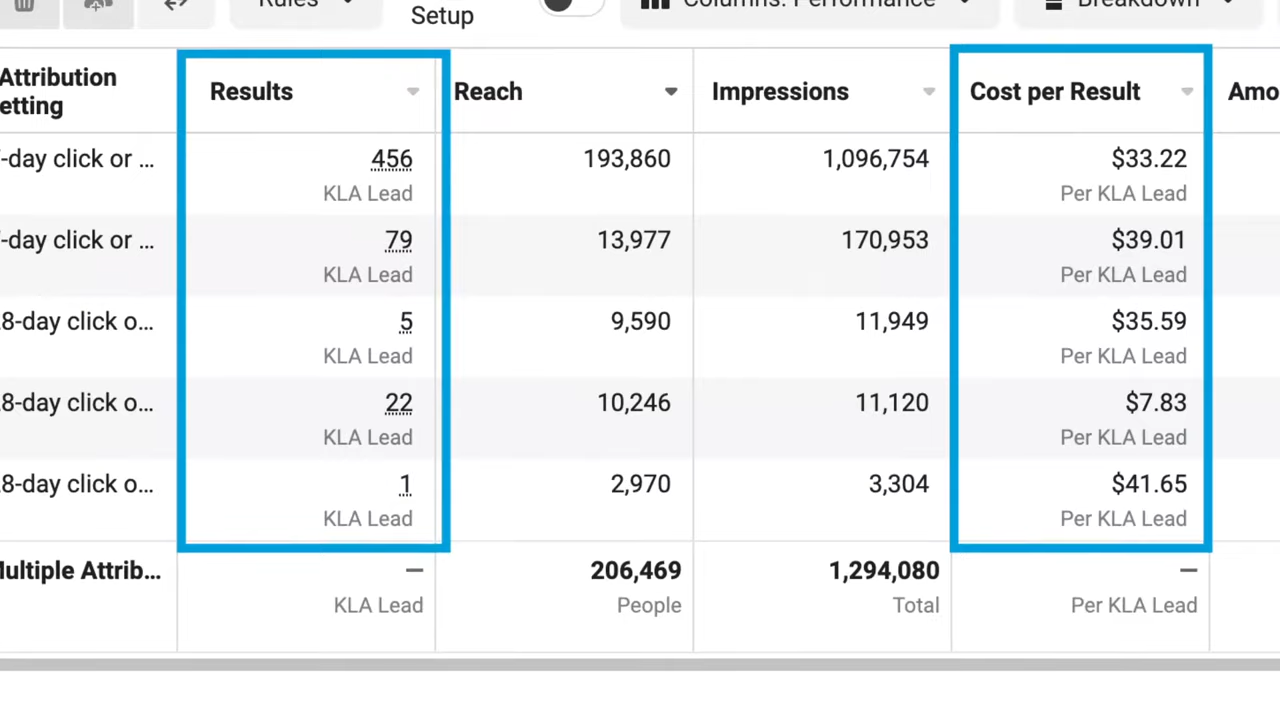 Rules
Setup
Columns: Performance
Breakdown
Attribution
etting
Results
Reach
Impressions
Cost per Result
Amo
-day click or ...
456
KLA Lead
193,860
1,096,754
$33.22
Per KLA Lead
-day click or ...
79
KLA Lead
13,977
170,953
$39.01
Per KLA Lead
8-day click o...
5
KLA Lead
9,590
11,949
$35.59
Per KLA Lead
8-day click o...
22
KLA Lead
10,246
11,120
$7.83
Per KLA Lead
8-day click o...
1
KLA Lead
2,970
3,304
$41.65
Per KLA Lead
ultiple Attrib...
—
KLA Lead
206,469
People
1,294,080
Total
—
Per KLA Lead